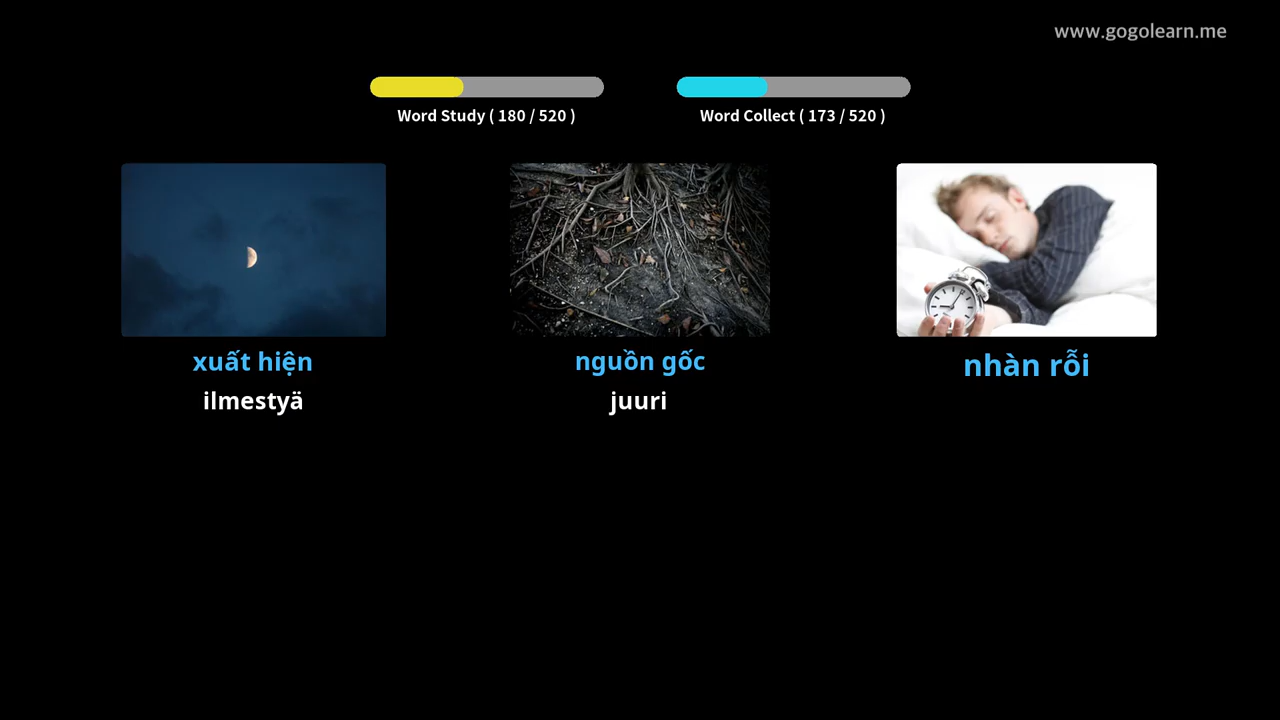 www.gogolearn.me
Word Study ( 180 / 520 )
Word Collect ( 173 / 520 )
xuất hiện
ilmestyä
nguồn gốc
juuri
nhàn rỗi